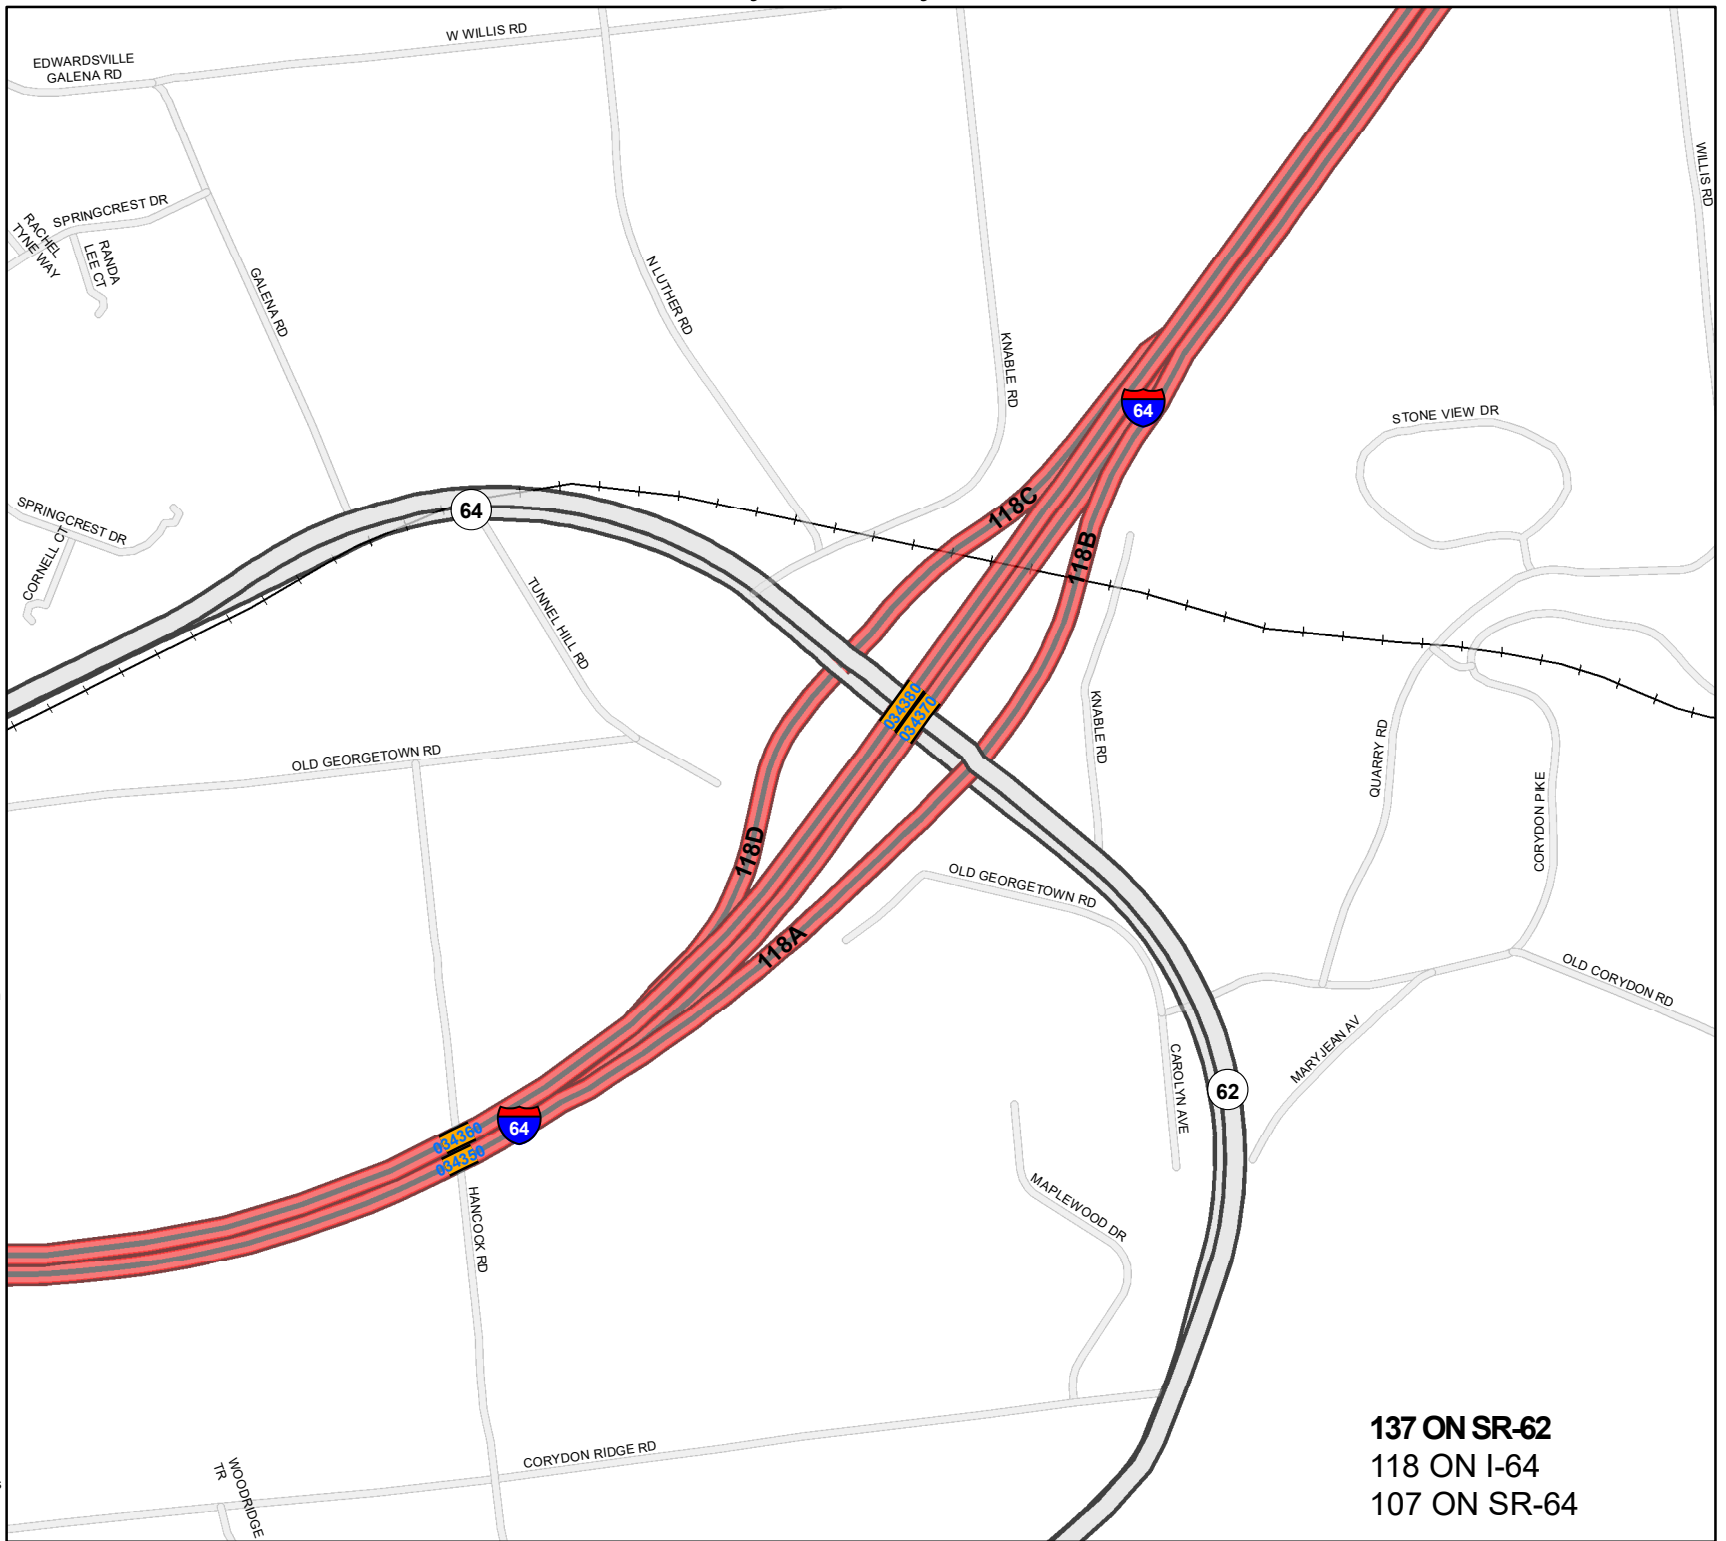 W WILLIS RD
EDWARDSVILLE
GALENA RD
WILLIS RD
SPRINGCREST DR
RACHEL
TYNE WAY
RANDA
LEE CT
GALENA RD
N LUTHER RD
KNABLE RD
64
STONE VIEW DR
SPRINGCREST DR
CORNELL CT
64
118C
118B
TUNNEL HILL RD
034380
034370
KNABLE RD
QUARRY RD
CORYDON PIKE
OLD GEORGETOWN RD
118D
OLD GEORGETOWN RD
118A
OLD CORYDON RD
MARYJEAN AV
CAROLYN AVE
62
64
034360
034350
HANCOCK RD
MAPLEWOOD DR
CORYDON RIDGE RD
WOODRIDGE
TR
137 ON SR-62
118 ON I-64
107 ON SR-64